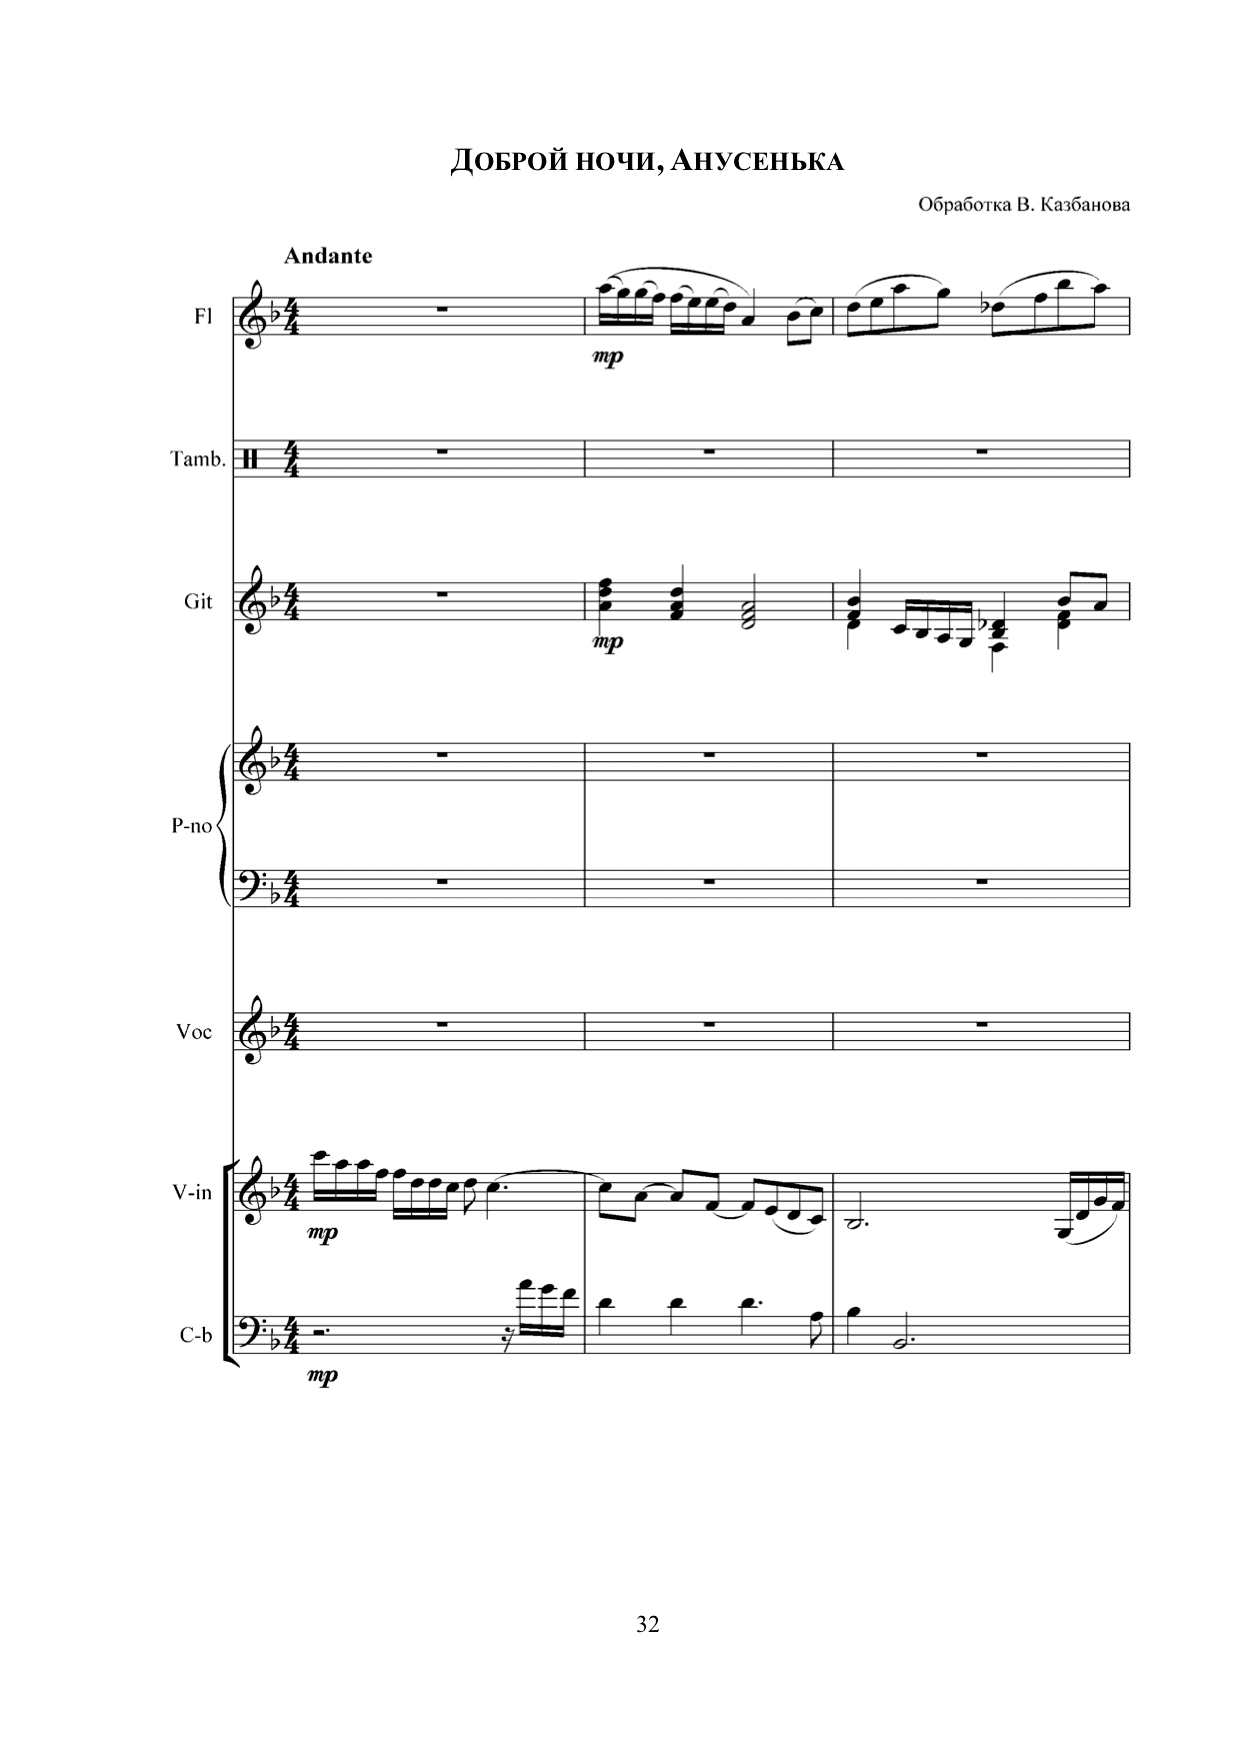 ДОБРОЙ НОЧИ, АНУСЕНЬКА
Обработка В. Казбанова
Andante
Fl
mp
Tamb.
Git
mp
P-no
Voc
V-in
mp
C-b
mp
32